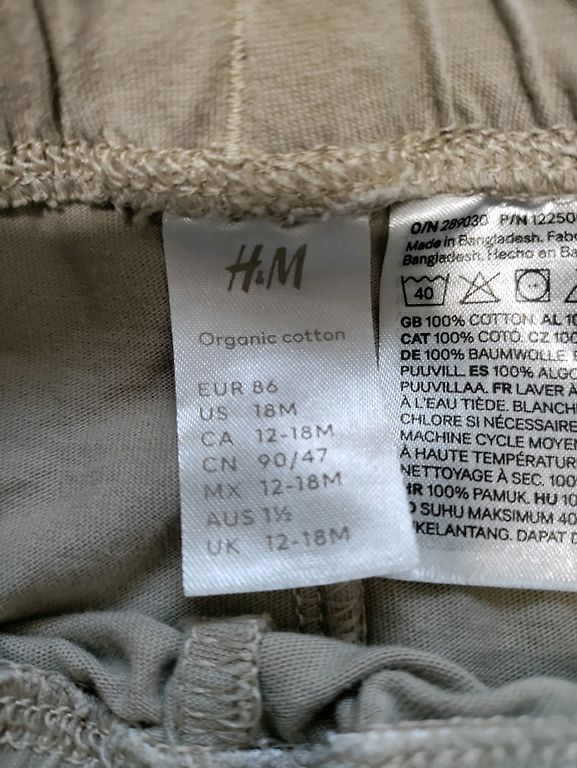 H&M
Organic cotton
EUR 86
US 18M
CA 12-18M
CN 90/47
MX 12-18M
AUS 1½
UK 12-18M
O/N 289030 P/N 12250
Made in Bangladesh. Fabr
Bangladesh. Hecho en Ba
40
GB 100% COTTON. AL 10
CAT 100% COTÓ. CZ 100
DE 100% BAUMWOLLE.
PUUVILL. ES 100% ALGO
PUUVILLAA. FR LAVER À
À L'EAU TIÈDE. BLANCHI
CHLORE SI NÉCESSAIRE
MACHINE CYCLE MOYEN
À HAUTE TEMPÉRATUR
NETTOYAGE À SEC. 100
HR 100% PAMUK. HU 10
SUHU MAKSIMUM 40
KELANTANG. DAPAT D